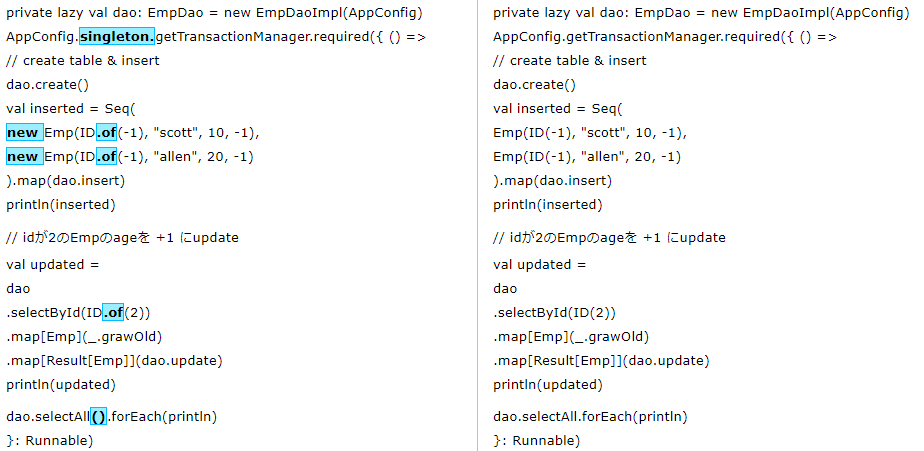 private lazy val dao: EmpDao = new EmpDaoImpl(AppConfig)
AppConfig.singleton.getTransactionManager.required({ () =>
// create table & insert
dao.create()
val inserted = Seq(
new Emp(ID.of(-1), "scott", 10, -1),
new Emp(ID.of(-1), "allen", 20, -1)
).map(dao.insert)
println(inserted)
// idが2のEmpのageを +1 にupdate
val updated =
dao
.selectById(ID.of(2))
.map[Emp](_.grawOld)
.map[Result[Emp]](dao.update)
println(updated)
dao.selectAll().forEach(println)
}: Runnable)
private lazy val dao: EmpDao = new EmpDaoImpl(AppConfig)
AppConfig.getTransactionManager.required({ () =>
// create table & insert
dao.create()
val inserted = Seq(
Emp(ID(-1), "scott", 10, -1),
Emp(ID(-1), "allen", 20, -1)
).map(dao.insert)
println(inserted)
// idが2のEmpのageを +1 にupdate
val updated =
dao
.selectById(ID(2))
.map[Emp](_.grawOld)
.map[Result[Emp]](dao.update)
println(updated)
dao.selectAll.forEach(println)
}: Runnable)